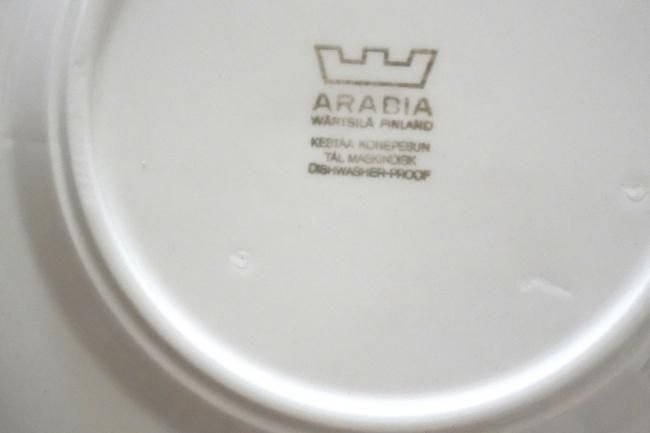 ARABIA
WÄRTSILÄ FINLAND
KESTÄÄ KONEPESUN
TÅL MASKINDISK
DISHWASHER-PROOF